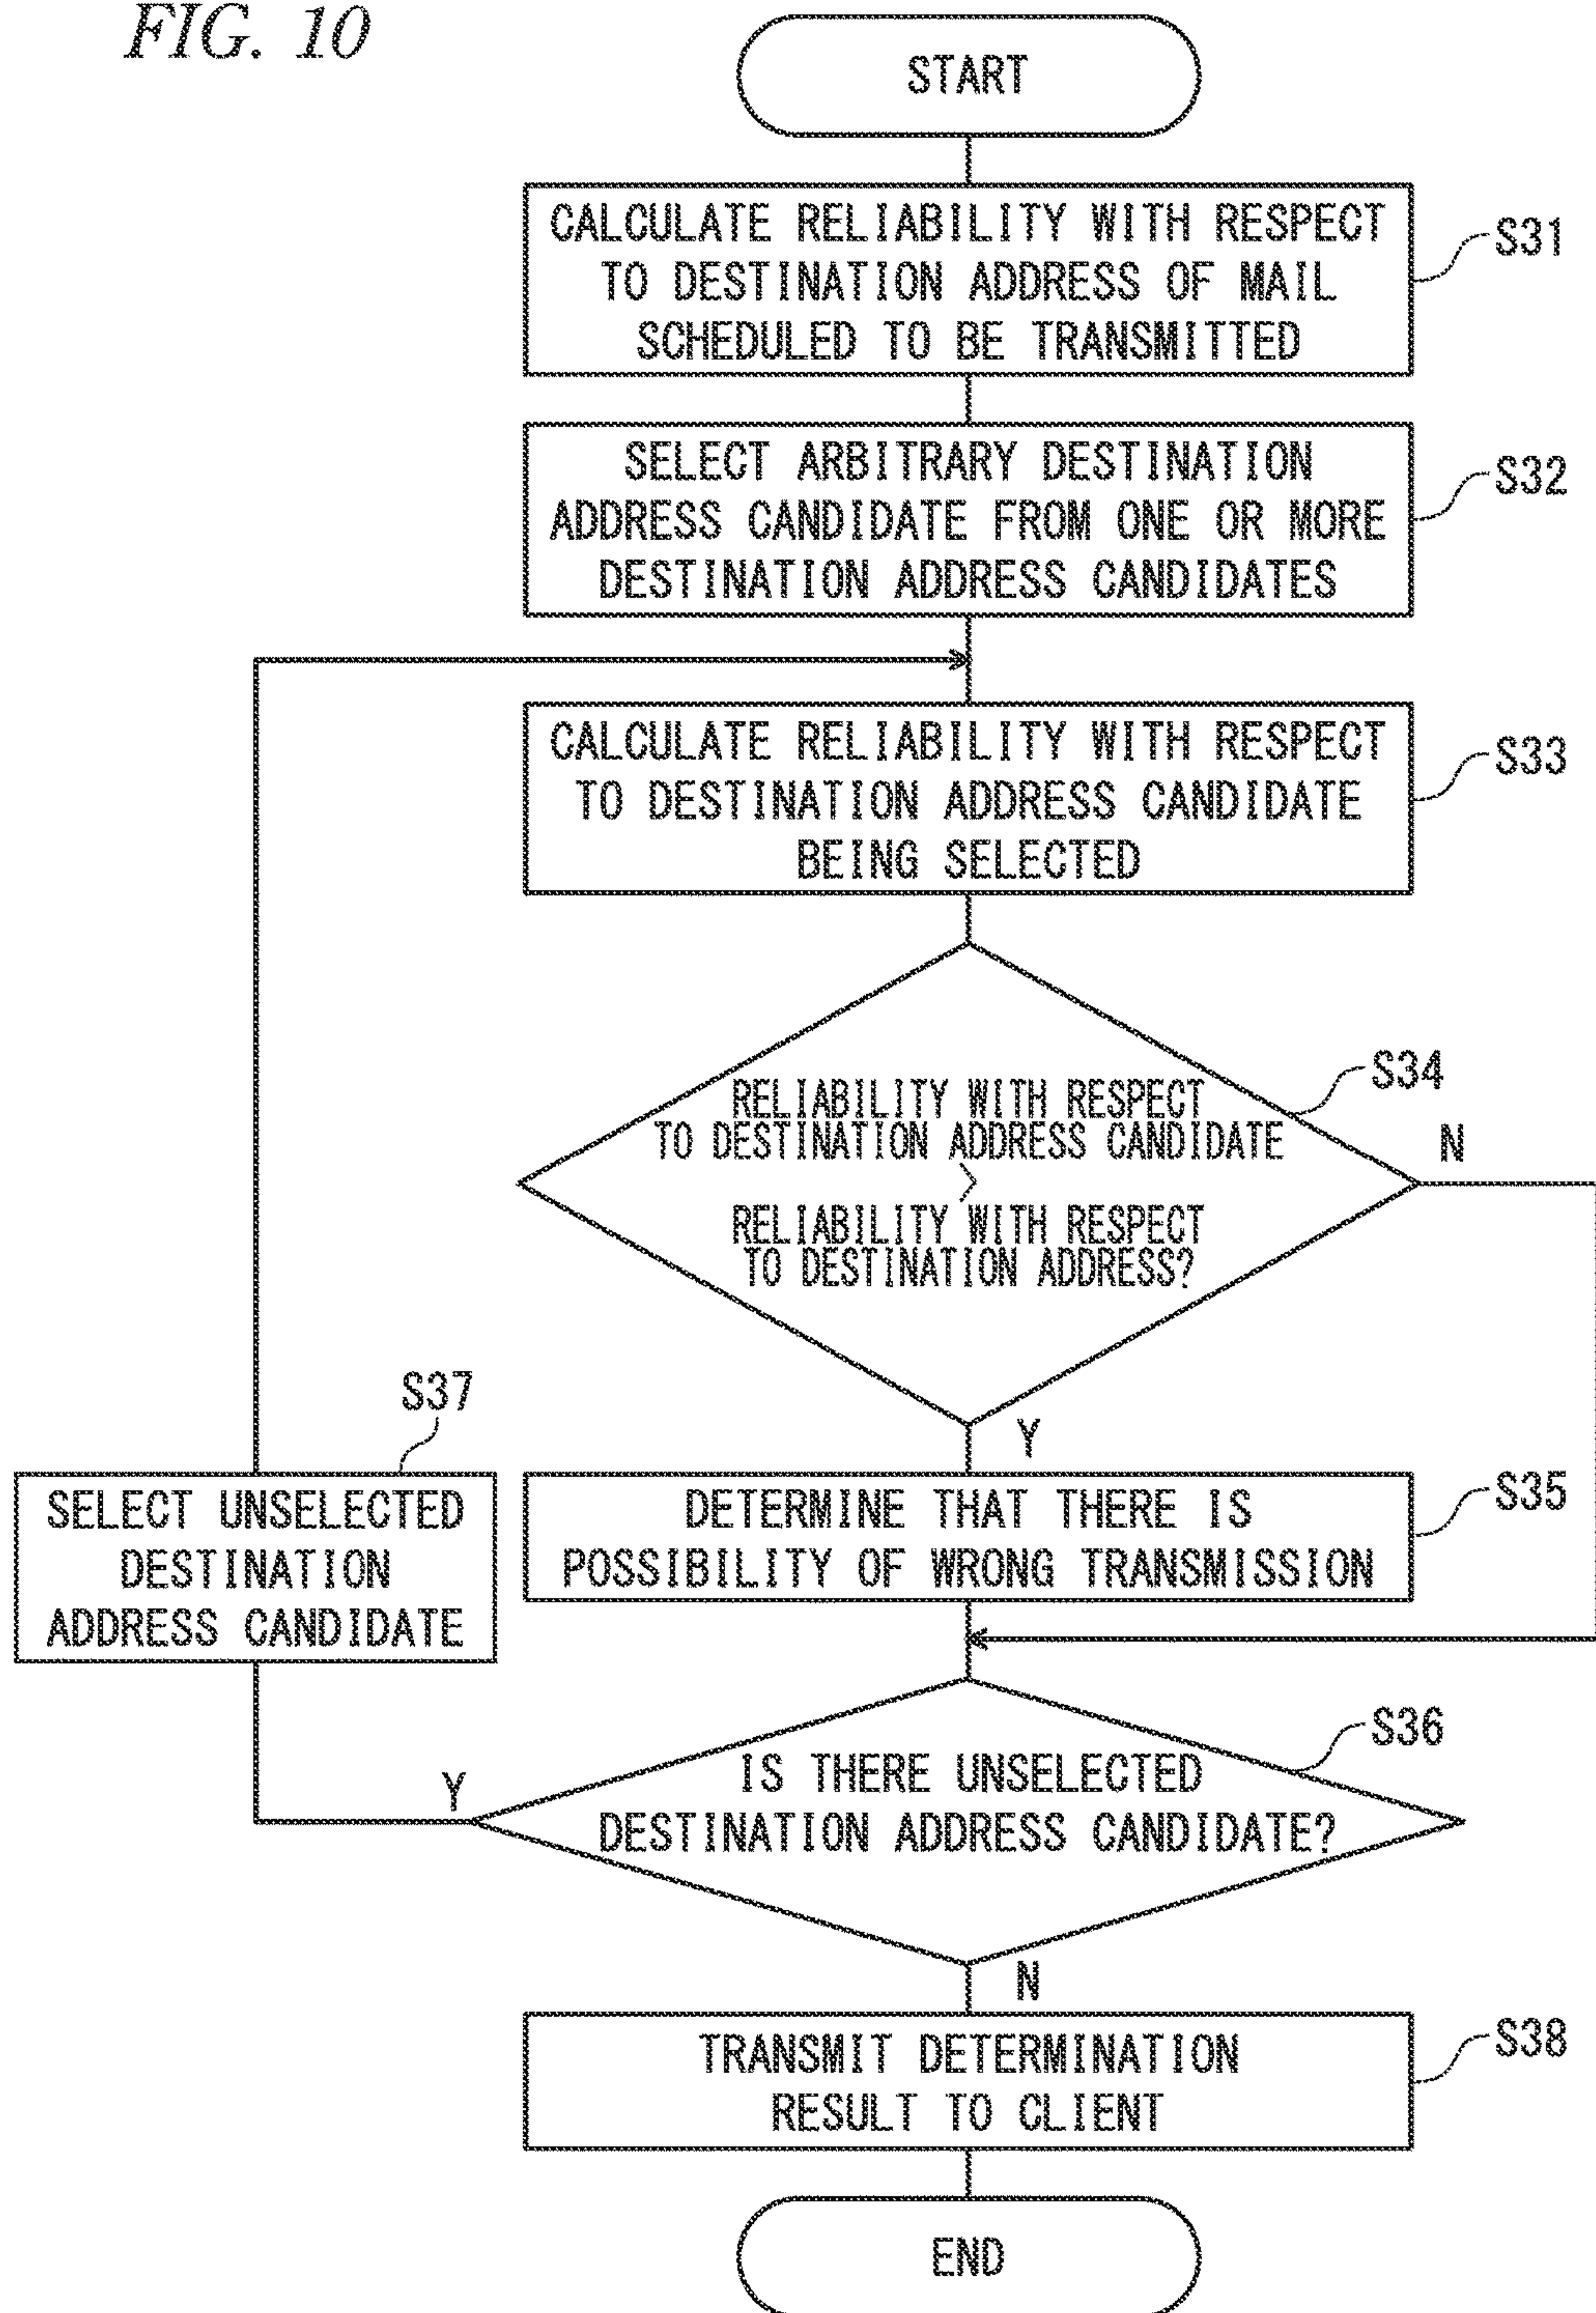 FIG. 10
START
CALCULATE RELIABILITY WITH RESPECT
TO DESTINATION ADDRESS OF MAIL
SCHEDULED TO BE TRANSMITTED
S31
SELECT ARBITRARY DESTINATION
ADDRESS CANDIDATE FROM ONE OR MORE
DESTINATION ADDRESS CANDIDATES
S32
CALCULATE RELIABILITY WITH RESPECT
TO DESTINATION ADDRESS CANDIDATE
BEING SELECTED
S33
RELIABILITY WITH RESPECT
TO DESTINATION ADDRESS CANDIDATE
>
RELIABILITY WITH RESPECT
TO DESTINATION ADDRESS?
S34
N
Y
S37
SELECT UNSELECTED
DESTINATION
ADDRESS CANDIDATE
DETERMINE THAT THERE IS
POSSIBILITY OF WRONG TRANSMISSION
S35
IS THERE UNSELECTED
DESTINATION ADDRESS CANDIDATE?
S36
Y
N
TRANSMIT DETERMINATION
RESULT TO CLIENT
S38
END